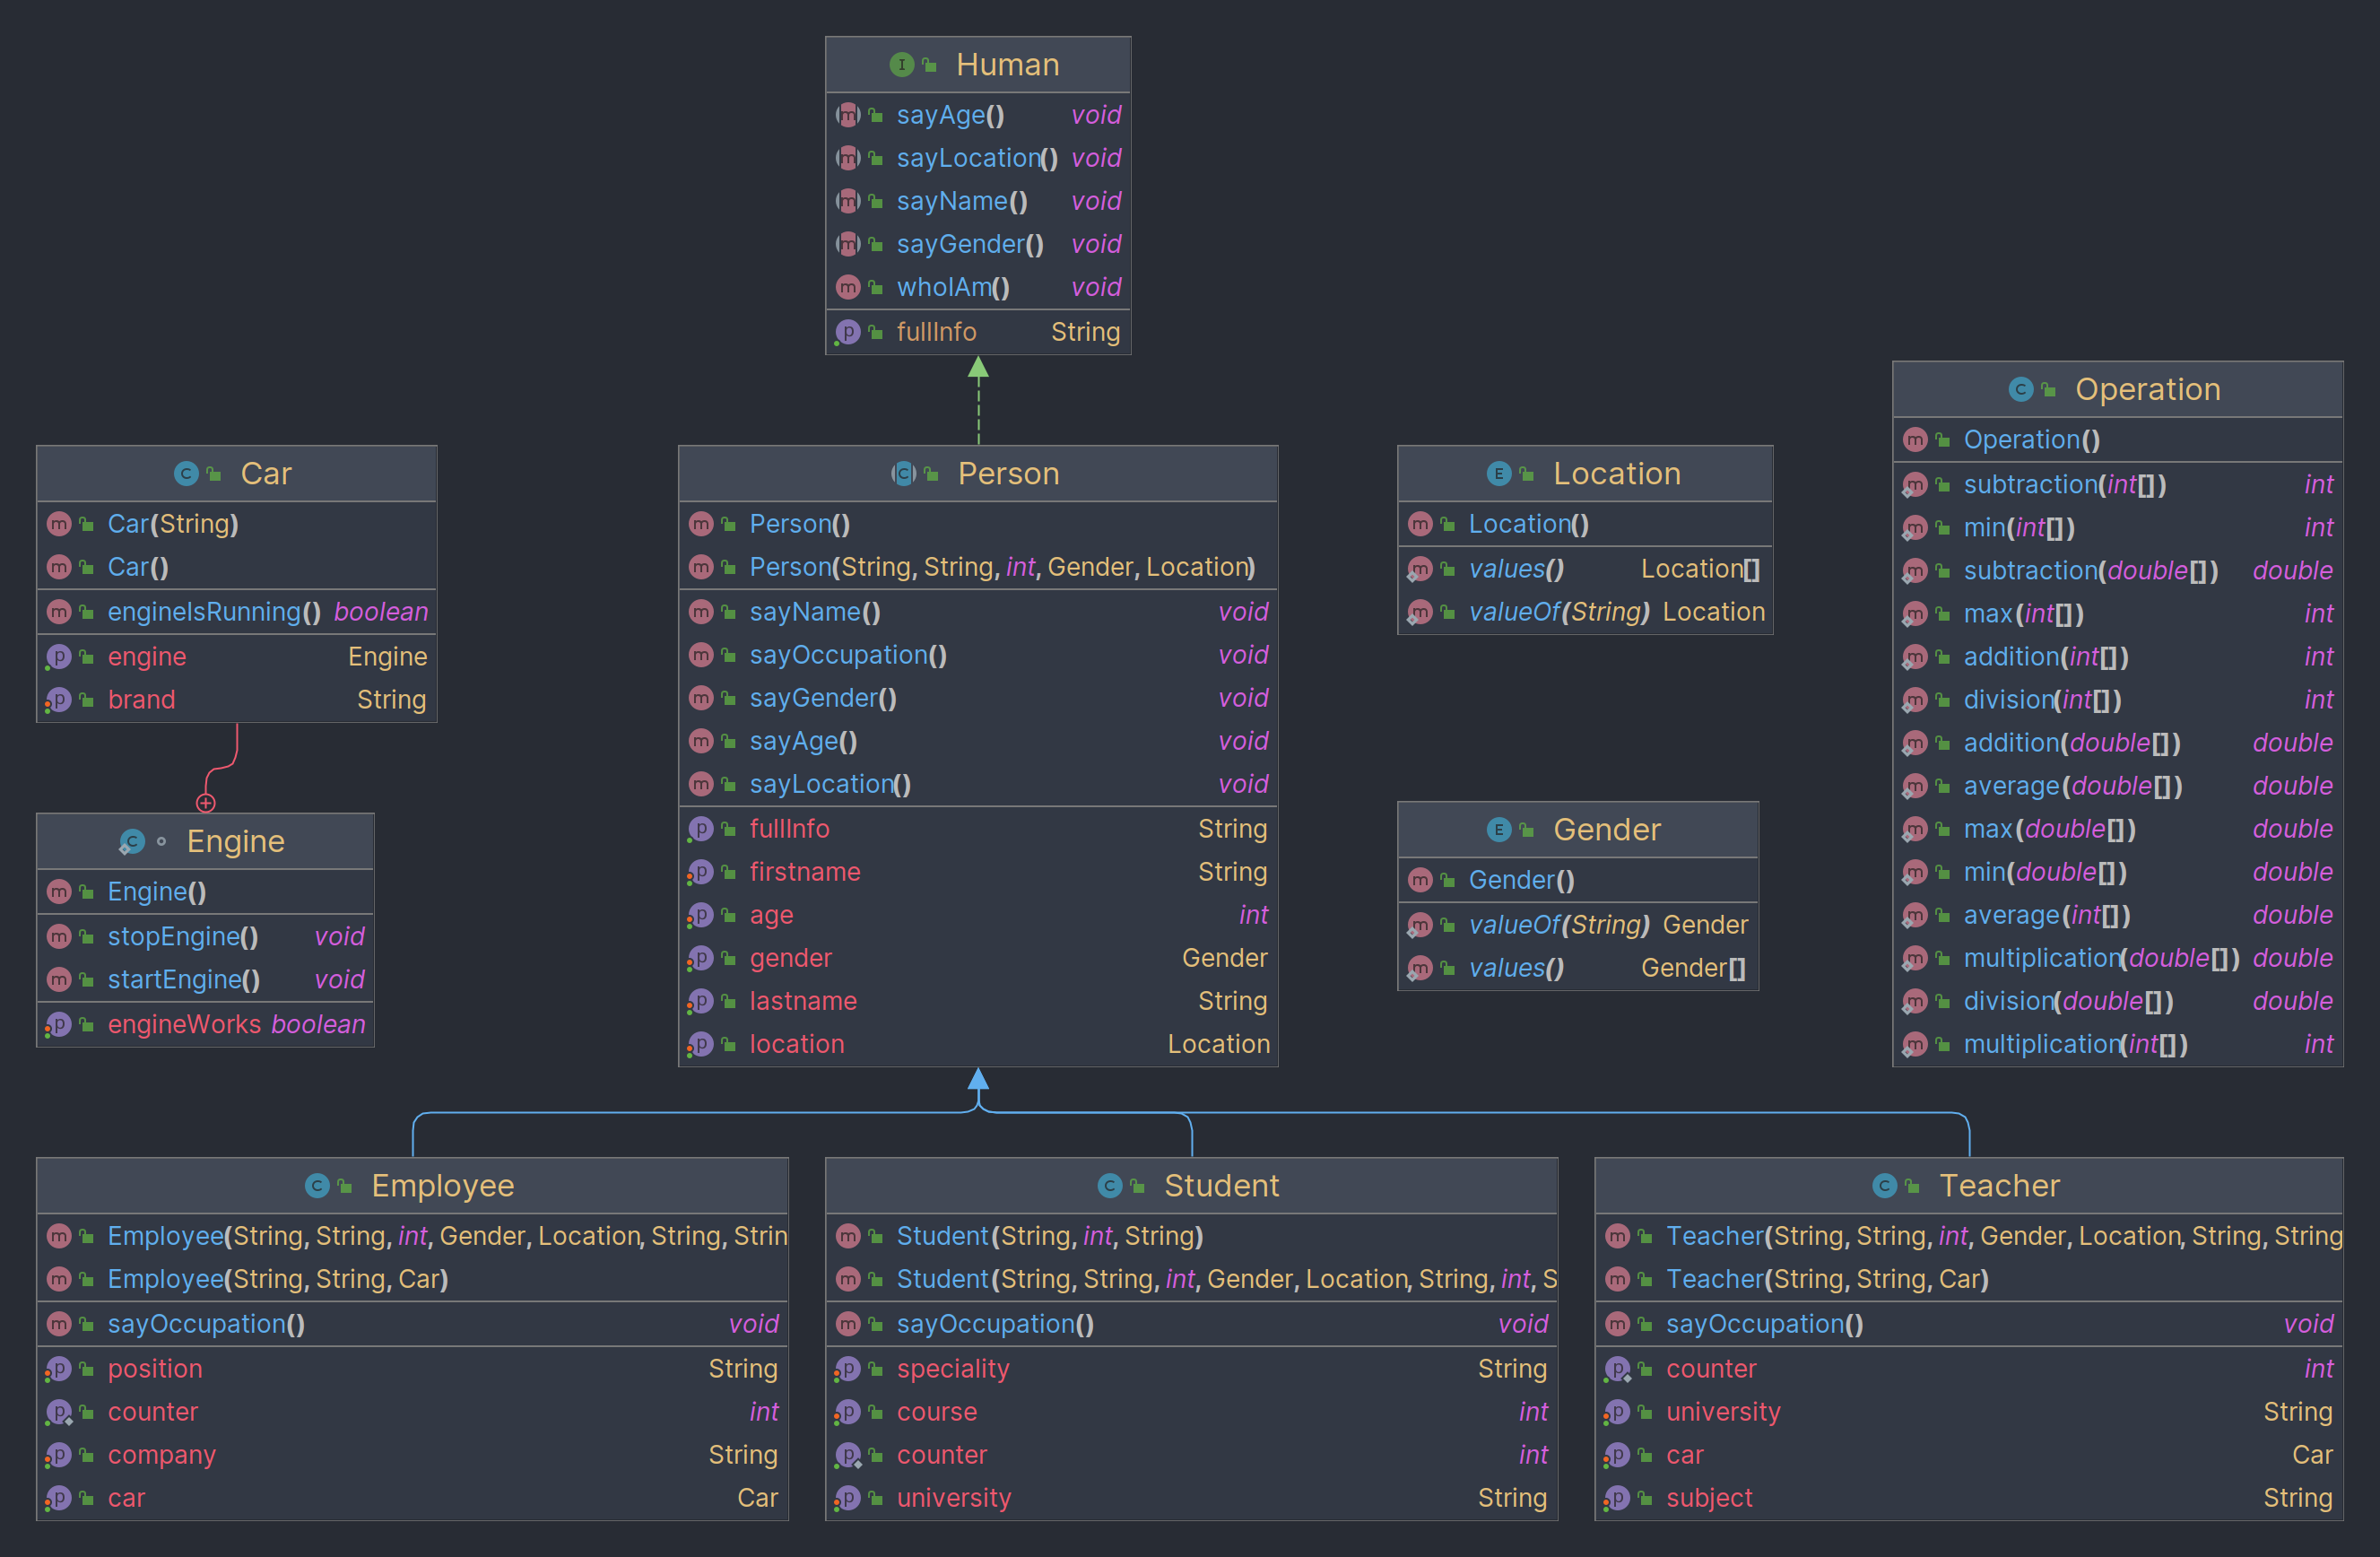 Human
sayAge() void
sayLocation() void
sayName() void
sayGender() void
whoIAm() void
fullInfo String
Car
Car(String)
Car()
engineIsRunning() boolean
engine Engine
brand String
Engine
Engine()
stopEngine() void
startEngine() void
engineWorks boolean
Person
Person()
Person(String, String, int, Gender, Location)
sayName() void
sayOccupation() void
sayGender() void
sayAge() void
sayLocation() void
fullInfo String
firstname String
age int
gender Gender
lastname String
location Location
Location
Location()
values() Location[]
valueOf(String) Location
Gender
Gender()
valueOf(String) Gender
values() Gender[]
Operation
Operation()
subtraction(int[]) int
min(int[]) int
subtraction(double[]) double
max(int[]) int
addition(int[]) int
division(int[]) int
addition(double[]) double
average(double[]) double
max(double[]) double
min(double[]) double
average(int[]) double
multiplication(double[]) double
division(double[]) double
multiplication(int[]) int
Employee
Employee(String, String, int, Gender, Location, String, Strin
Employee(String, String, Car)
sayOccupation() void
position String
counter int
company String
car Car
Student
Student(String, int, String)
Student(String, String, int, Gender, Location, String, int, S
sayOccupation() void
speciality String
course int
counter int
university String
Teacher
Teacher(String, String, int, Gender, Location, String, String
Teacher(String, String, Car)
sayOccupation() void
counter int
university String
car Car
subject String